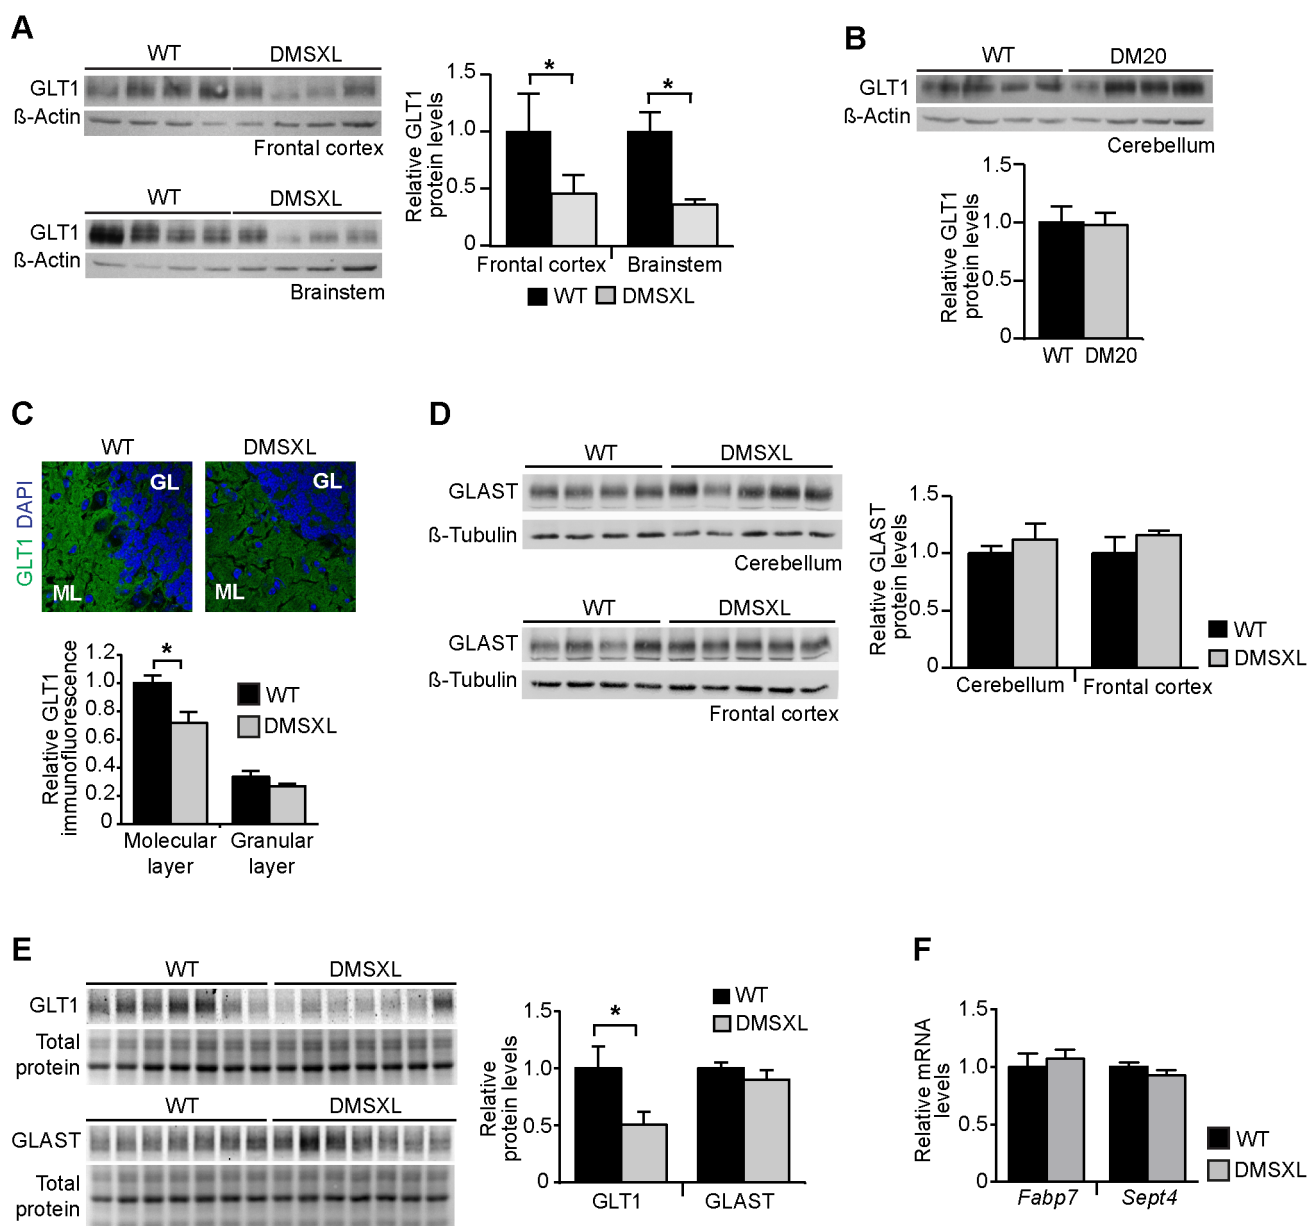 A
WT DMSXL
GLT1
ß-Actin
Frontal cortex
WT DMSXL
GLT1
ß-Actin
Brainstem
Relative GLT1
protein levels
1.5
1.0
0.5
0
* *
Frontal cortex Brainstem
WT DMSXL
B
WT DM20
GLT1
ß-Actin
Cerebellum
Relative GLT1
protein levels
1.5
1.0
0.5
0
WT DM20
C
WT DMSXL
GLT1 DAPI
GL
ML
GL
ML
Relative GLT1
immunofluorescence
1.2
1.0
0.8
0.6
0.4
0.2
0
*
WT
DMSXL
Molecular
layer
Granular
layer
D
WT DMSXL
GLAST
ß-Tubulin
Cerebellum
WT DMSXL
GLAST
ß-Tubulin
Frontal cortex
Relative GLAST
protein levels
1.5
1.0
0.5
0
Cerebellum Frontal cortex
WT
DMSXL
E
WT DMSXL
GLT1
Total
protein
WT DMSXL
GLAST
Total
protein
Relative
protein levels
1.5
1.0
0.5
0
*
WT
DMSXL
GLT1 GLAST
F
Relative mRNA
levels
1.5
1.0
0.5
0
Fabp7 Sept4
WT
DMSXL